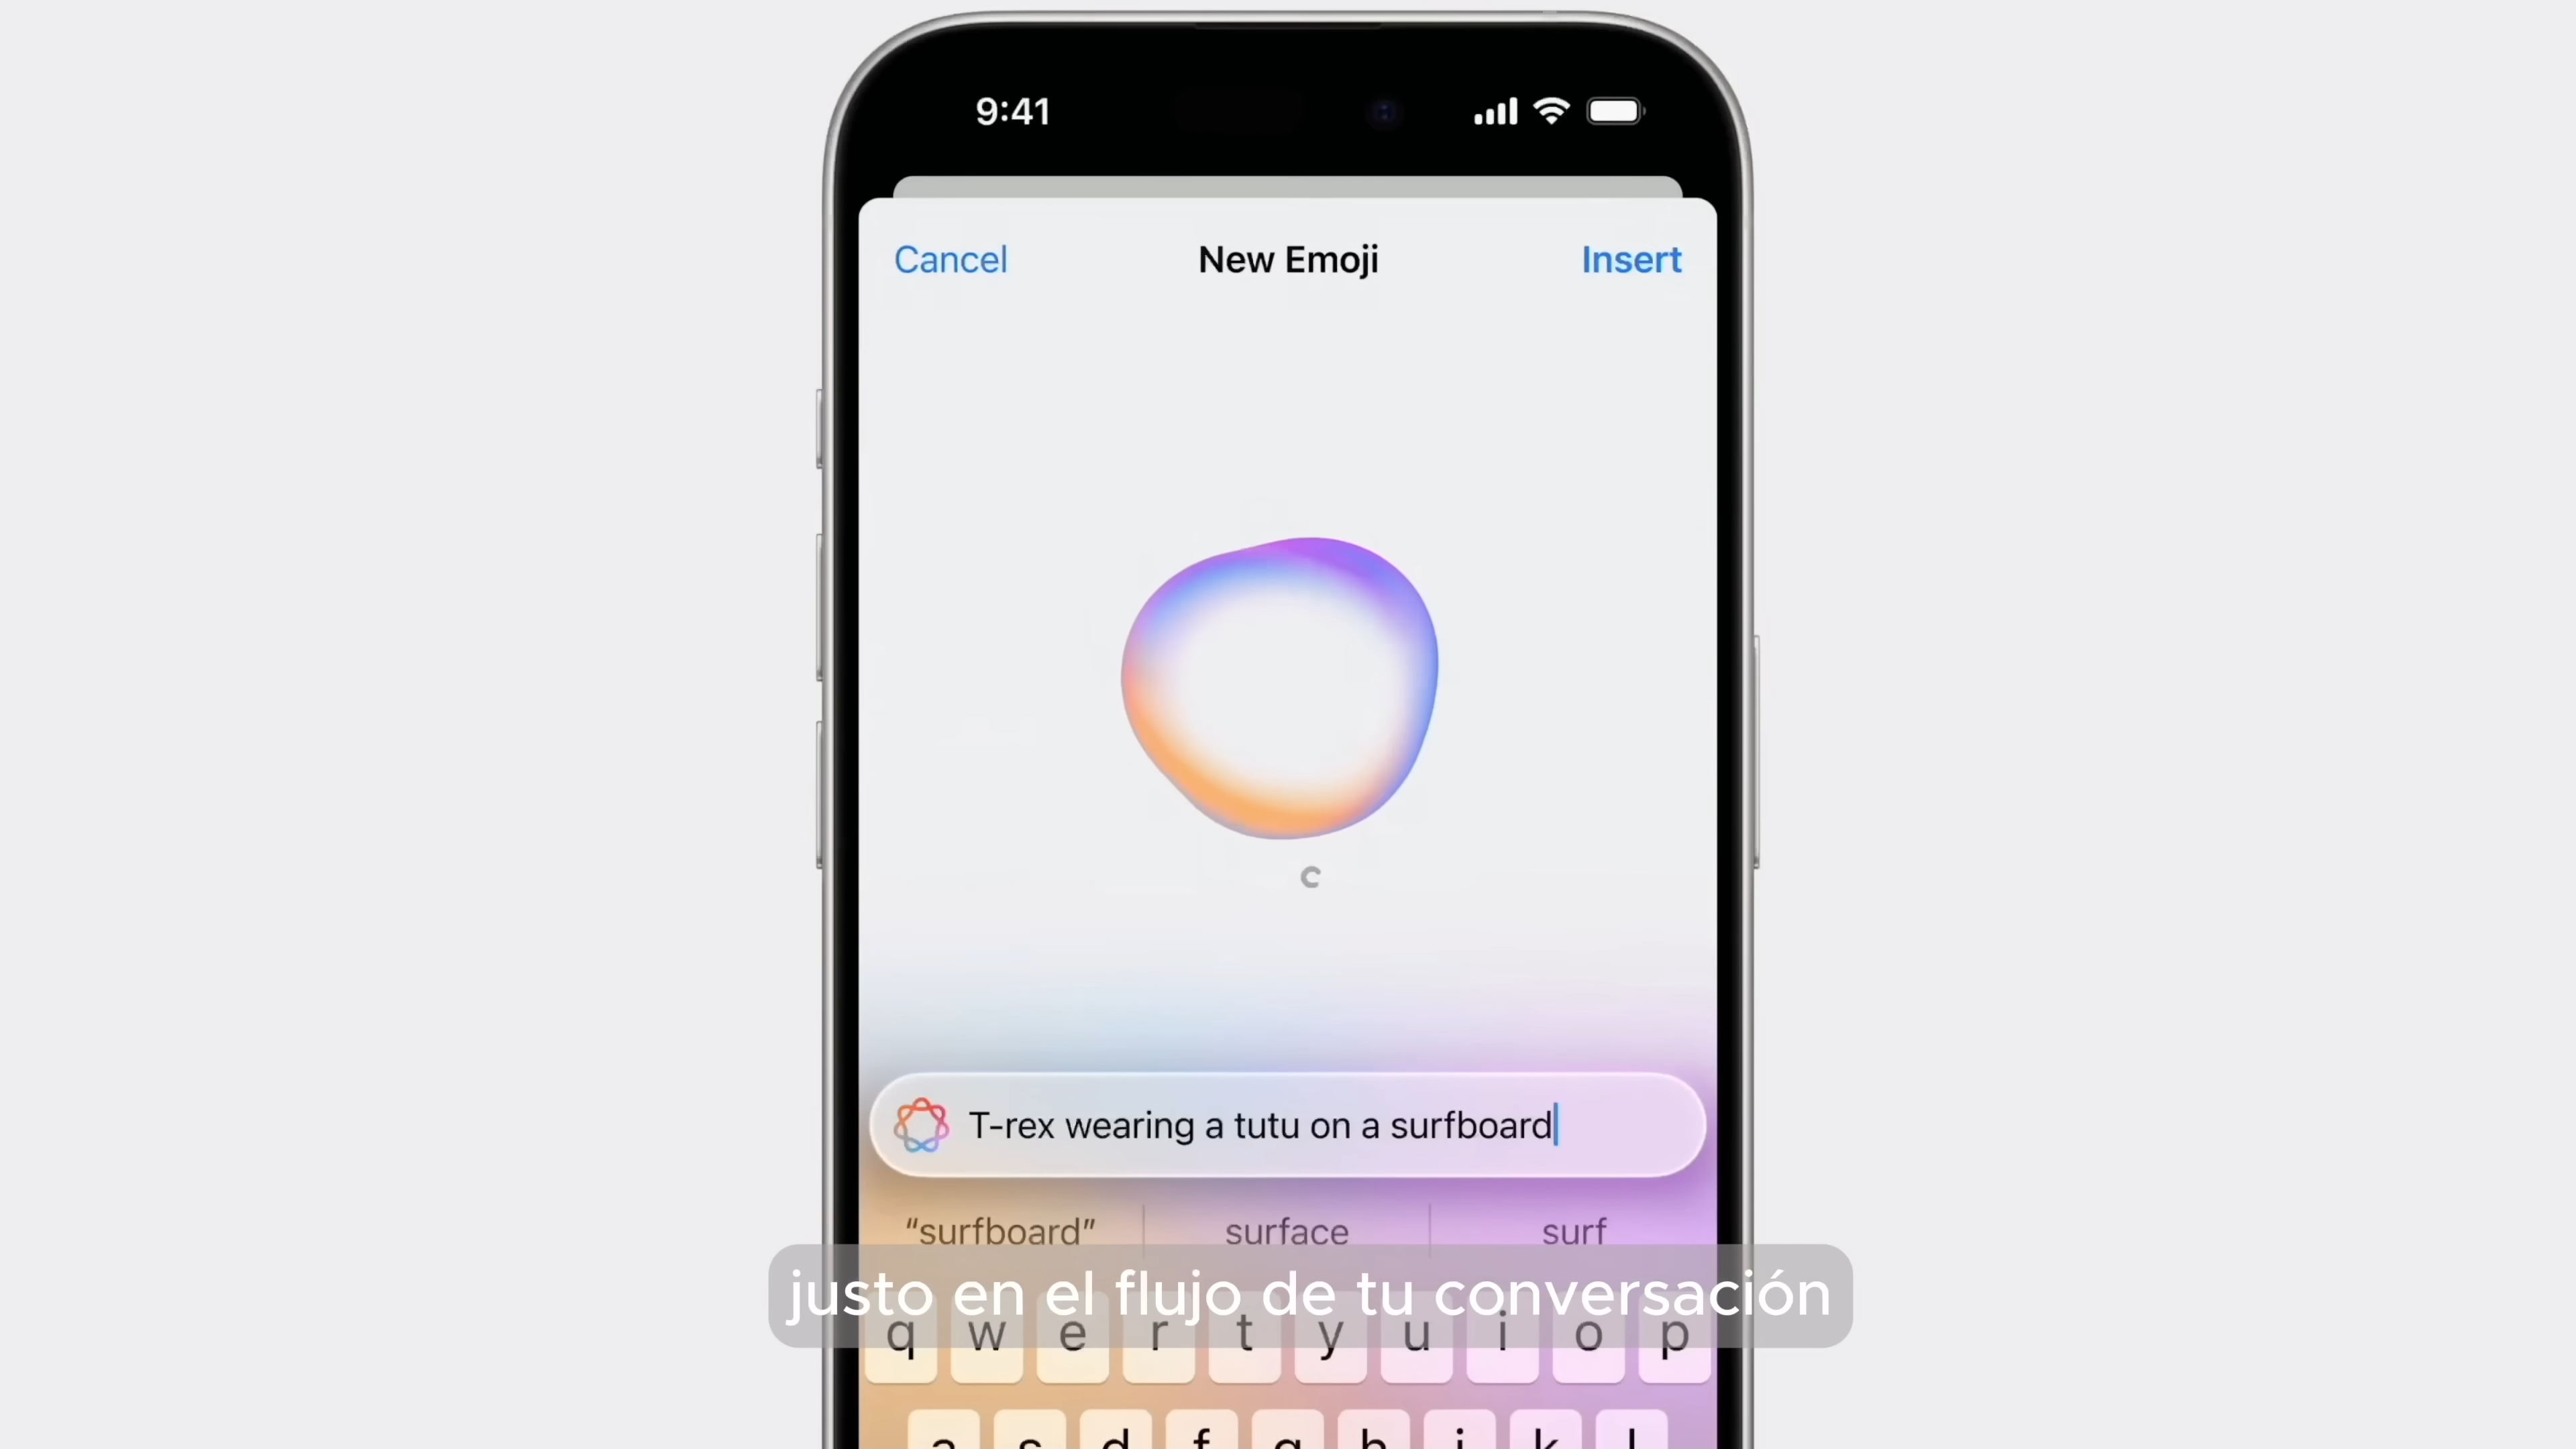 9:41
Cancel New Emoji Insert
T-rex wearing a tutu on a surfboard
“surfboard” surface surf
justo en el flujo de tu conversación
q w e r t y u i o p
a s d f g h j k l